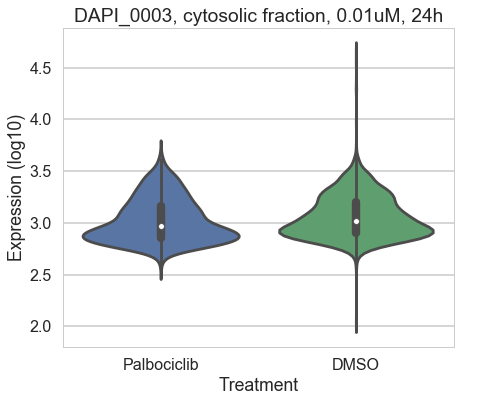 DAPI_0003, cytosolic fraction, 0.01uM, 24h
Expression (log10)
4.5
4.0
3.5
3.0
2.5
2.0
Palbociclib DMSO
Treatment